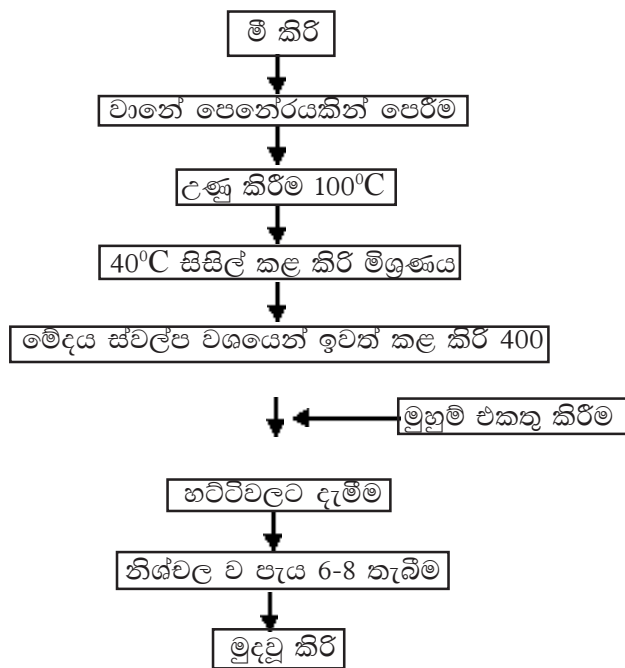 මී කිරි
වානේ පෙනේරයකින් පෙරීම
උණු කිරීම 100⁰C
40⁰C සිසිල් කළ කිරි මිශ්‍රණය
මේදය ස්වල්ප වශයෙන් ඉවත් කළ කිරි 400
මුහුම් එකතු කිරීම
හට්ටිවලට දැමීම
නිශ්චල ව පැය 6-8 තැබීම
මුදවූ කිරි